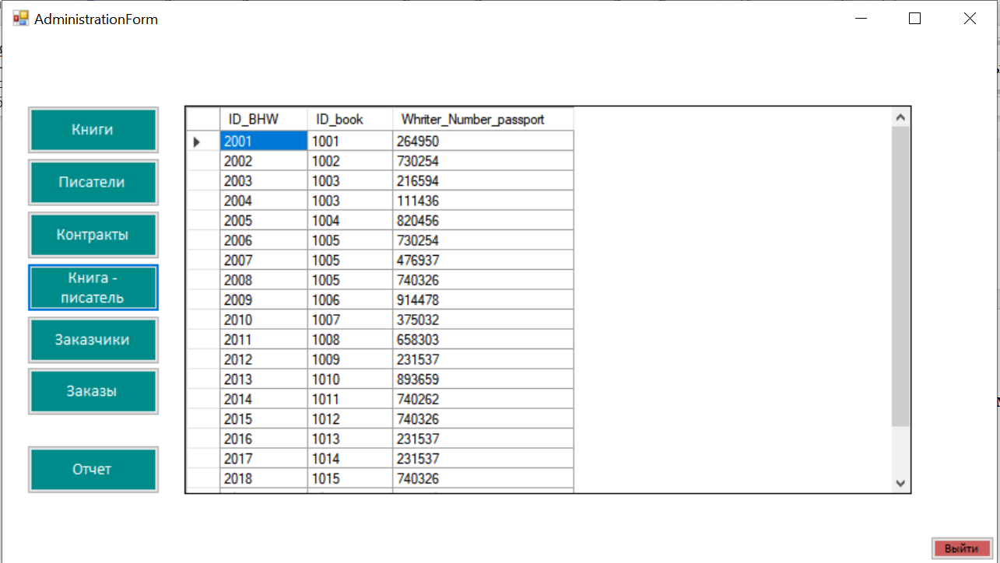 AdministrationForm
Книги
Писатели
Контракты
Книга -
писатель
Заказчики
Заказы
Отчет
ID_BHW ID_book Whriter_Number_passport
2001 1001 264950
2002 1002 730254
2003 1003 216594
2004 1003 111436
2005 1004 820456
2006 1005 730254
2007 1005 476937
2008 1005 740326
2009 1006 914478
2010 1007 375032
2011 1008 658303
2012 1009 231537
2013 1010 893659
2014 1011 740262
2015 1012 740326
2016 1013 231537
2017 1014 231537
2018 1015 740326
Выйти